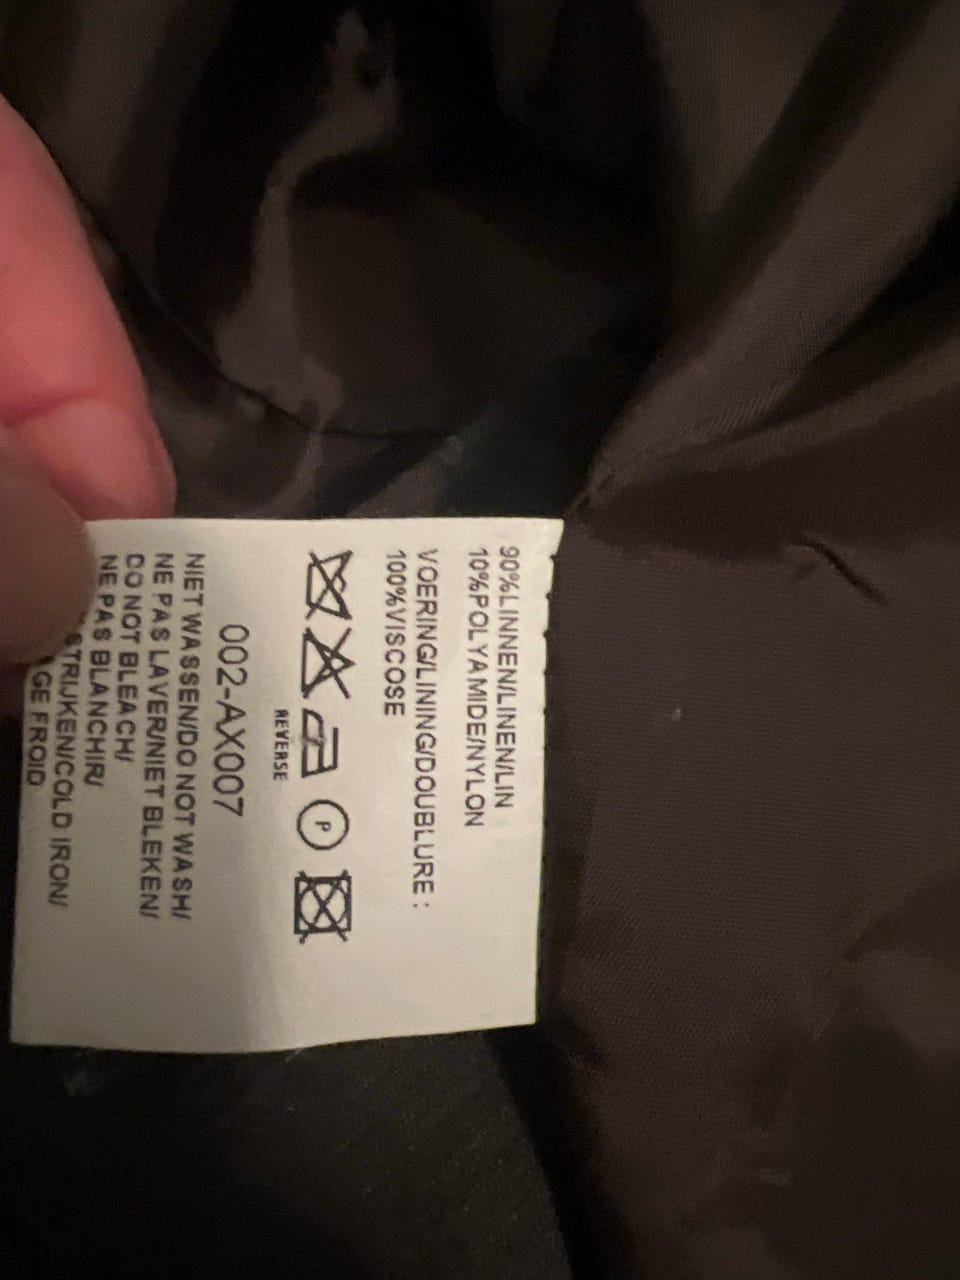 90%LINNEN/LINEN/LIN
10%POLYAMIDE/NYLON
VOERING/LINING/DOUBLURE :
100%VISCOSE
P
REVERSE
002-AX007
NIET WASSEN/DO NOT WASH/
NE PAS LAVER/NIET BLEKEN/
DO NOT BLEACH/
NE PAS BLANCHIR/
STRIJKEN/COLD IRON/
FROID